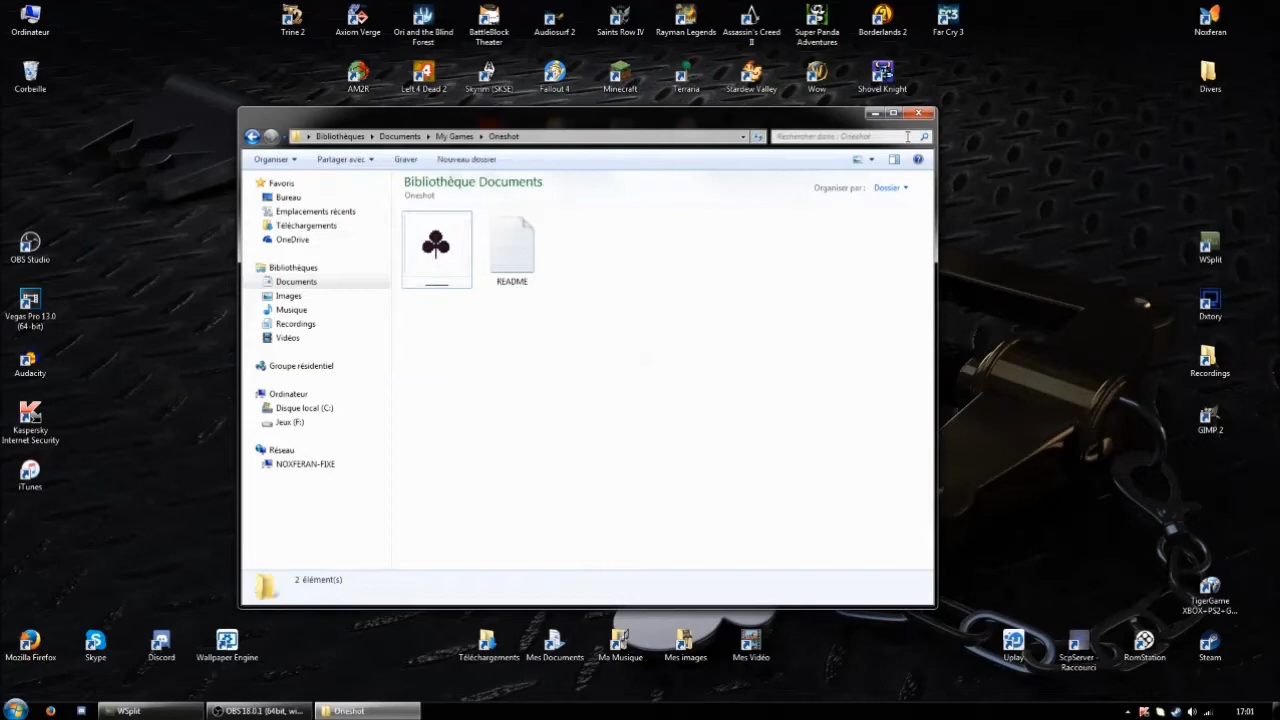 Ordinateur
Trine 2
Axiom Verge
Ori and the Blind
Forest
BattleBlock
Theater
Audiosurf 2
Saints Row IV
Rayman Legends
Assassin's Creed
II
Super Panda
Adventures
Borderlands 2
Far Cry 3
Noxferan
Corbeille
AM2R
Left 4 Dead 2
Skyrim (SKSE)
Fallout 4
Minecraft
Terraria
Stardew Valley
Wow
Shovel Knight
Divers
Bibliothèques
Documents
My Games
Oneshot
Rechercher dans : Oneshot
Organiser
Partager avec
Graver
Nouveau dossier
Bibliothèque Documents
Oneshot
Organiser par :
Dossier
Favoris
Bureau
Emplacements récents
Téléchargements
OneDrive
Bibliothèques
Documents
Images
Musique
Recordings
Vidéos
Groupe résidentiel
Ordinateur
Disque local (C:)
Jeux (F:)
Réseau
NOXFERAN-FIXE
README
2 élément(s)
OBS Studio
Vegas Pro 13.0
(64-bit)
Audacity
Kaspersky
Internet Security
iTunes
WSplit
Dxtory
Recordings
GIMP 2
TigerGame
XBOX+PS2+G...
Mozilla Firefox
Skype
Discord
Wallpaper Engine
Téléchargements
Mes Documents
Ma Musique
Mes images
Mes Vidéo
Uplay
ScpServer -
Raccourci
RomStation
Steam
WSplit
OBS 18.0.1 (64bit, wi...
Oneshot
17:01